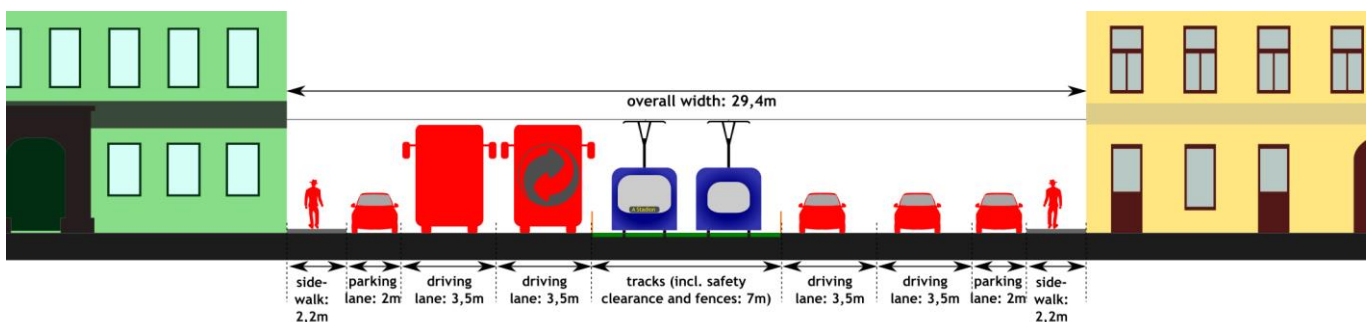 overall width: 29,4m
A Stadion
side-
walk:
2,2m
parking
lane: 2m
driving
lane: 3,5m
driving
lane: 3,5m
tracks (incl. safety
clearance and fences: 7m)
driving
lane: 3,5m
driving
lane: 3,5m
parking
lane: 2m
side-
walk:
2,2m